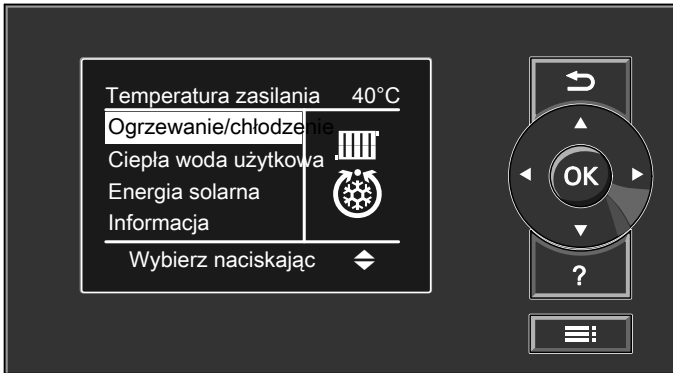 Temperatura zasilania 40°C
Ogrzewanie/chłodzenie
Ciepła woda użytkowa
Energia solarna
Informacja
Wybierz naciskając
OK
?